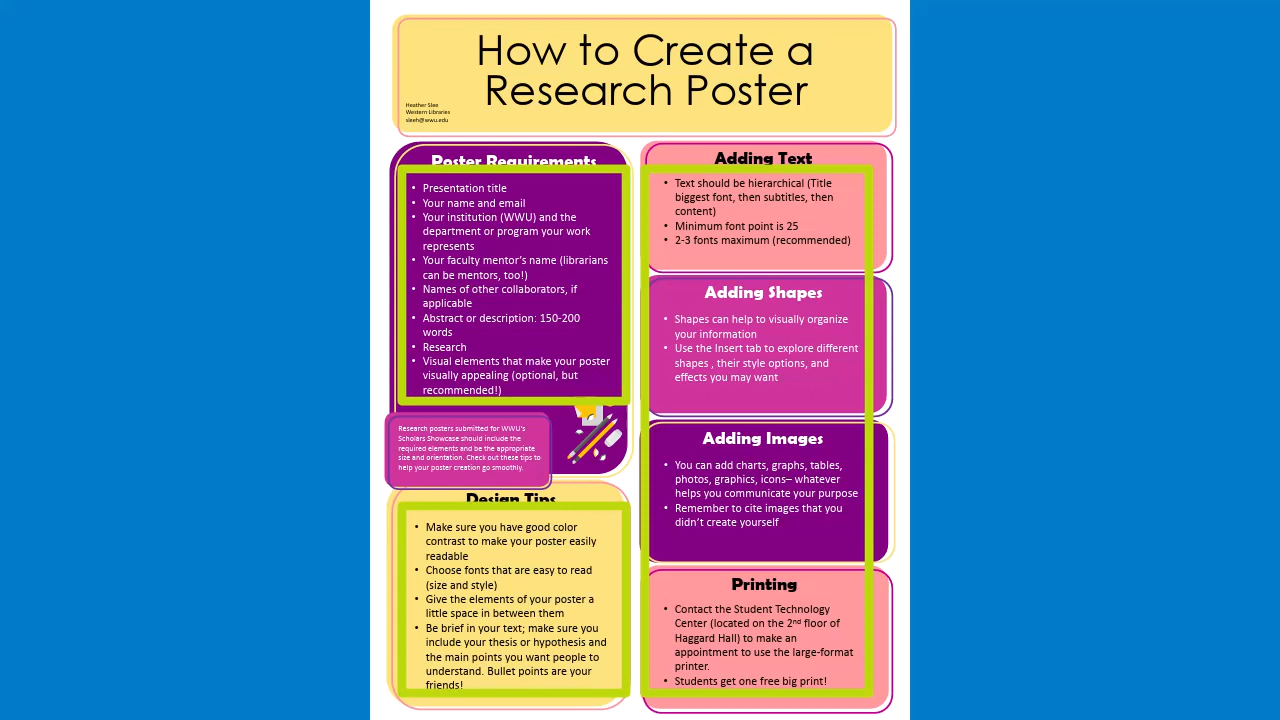 How to Create a
Research Poster
Heather Slee
Western Libraries
sleeh@wwu.edu
Poster Requirements
• Presentation title
• Your name and email
• Your institution (WWU) and the
department or program your work
represents
• Your faculty mentor’s name (librarians
can be mentors, too!)
• Names of other collaborators, if
applicable
• Abstract or description: 150-200
words
• Research
• Visual elements that make your poster
visually appealing (optional, but
recommended!)
Research posters submitted for WWU's
Scholars Showcase should include the
required elements and be the appropriate
size and orientation. Check out these tips to
help your poster creation go smoothly.
Design Tips
• Make sure you have good color
contrast to make your poster easily
readable
• Choose fonts that are easy to read
(size and style)
• Give the elements of your poster a
little space in between them
• Be brief in your text; make sure you
include your thesis or hypothesis and
the main points you want people to
understand. Bullet points are your
friends!
Adding Text
• Text should be hierarchical (Title
biggest font, then subtitles, then
content)
• Minimum font point is 25
• 2-3 fonts maximum (recommended)
Adding Shapes
• Shapes can help to visually organize
your information
• Use the Insert tab to explore different
shapes , their style options, and
effects you may want
Adding Images
• You can add charts, graphs, tables,
photos, graphics, icons– whatever
helps you communicate your purpose
• Remember to cite images that you
didn’t create yourself
Printing
• Contact the Student Technology
Center (located on the 2nd floor of
Haggard Hall) to make an
appointment to use the large-format
printer.
• Students get one free big print!